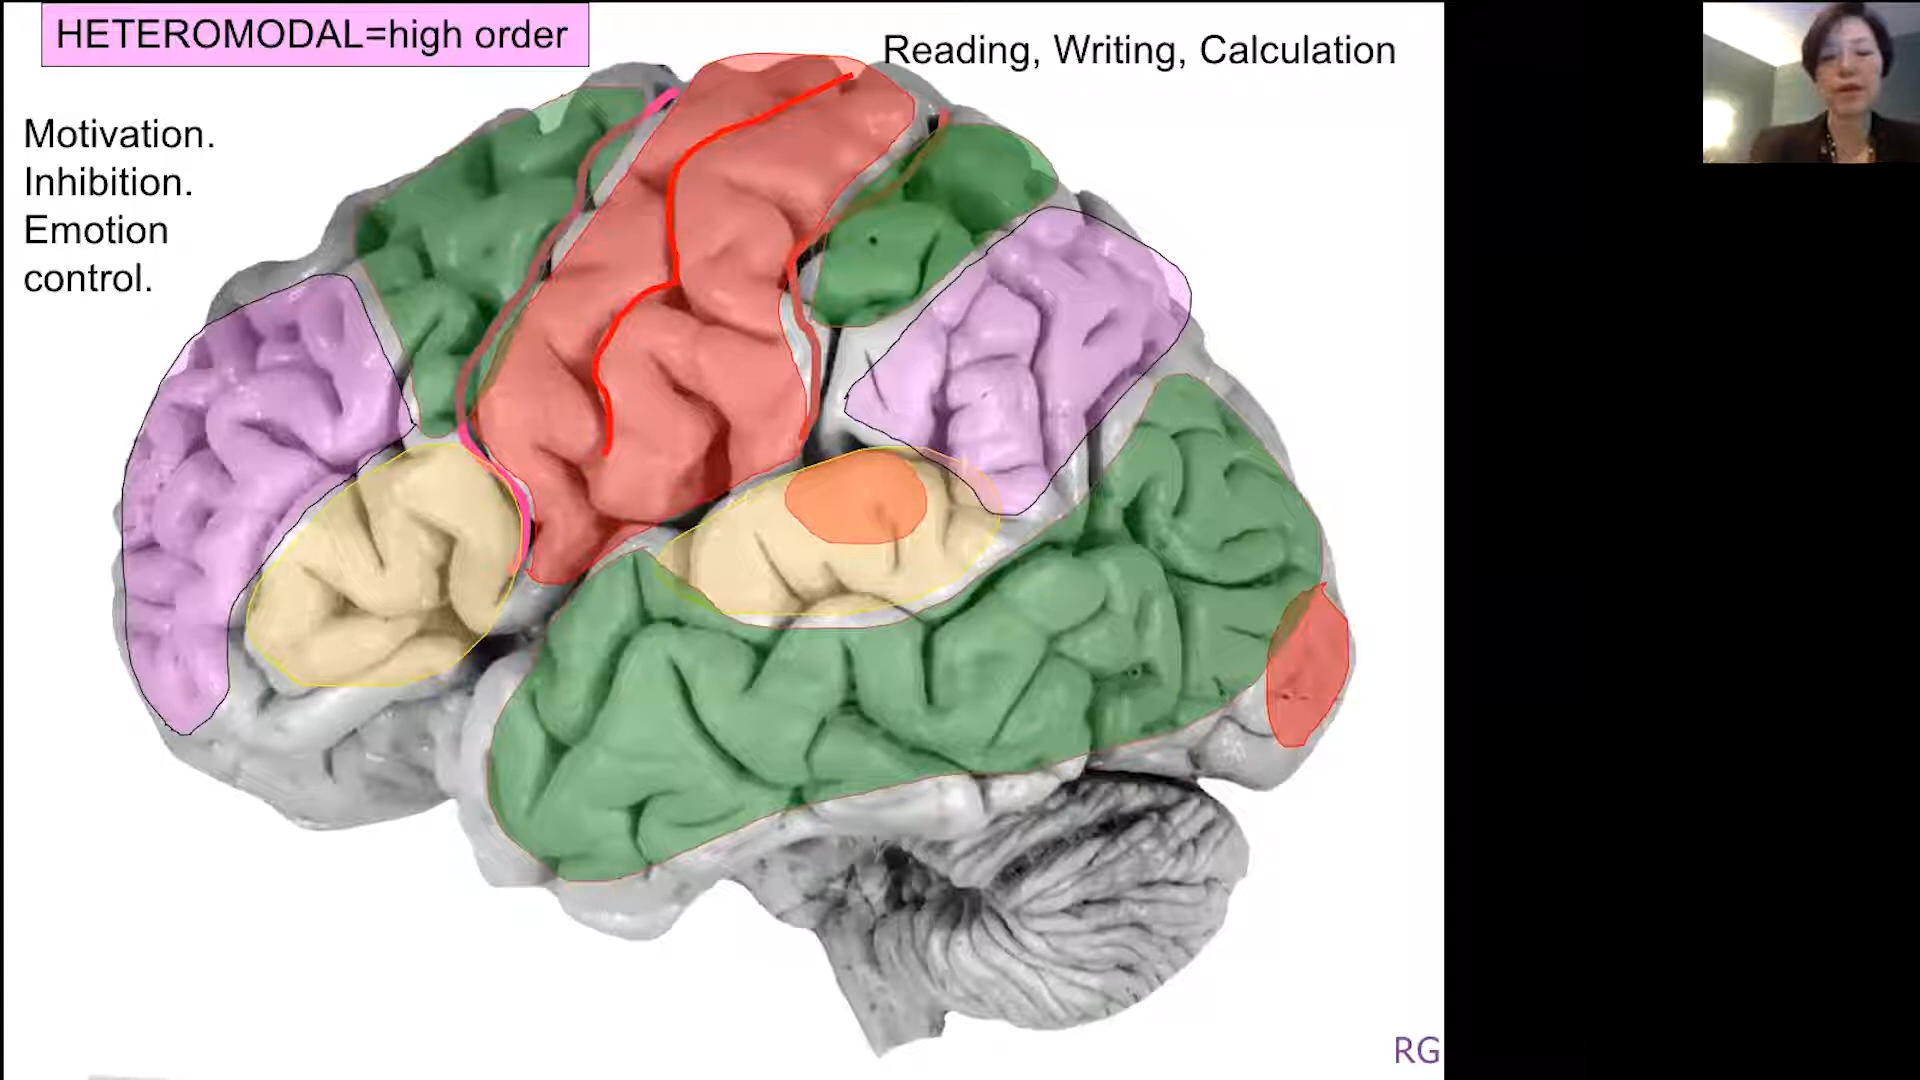 HETEROMODAL=high order
Reading, Writing, Calculation
Motivation.
Inhibition.
Emotion
control.
RG